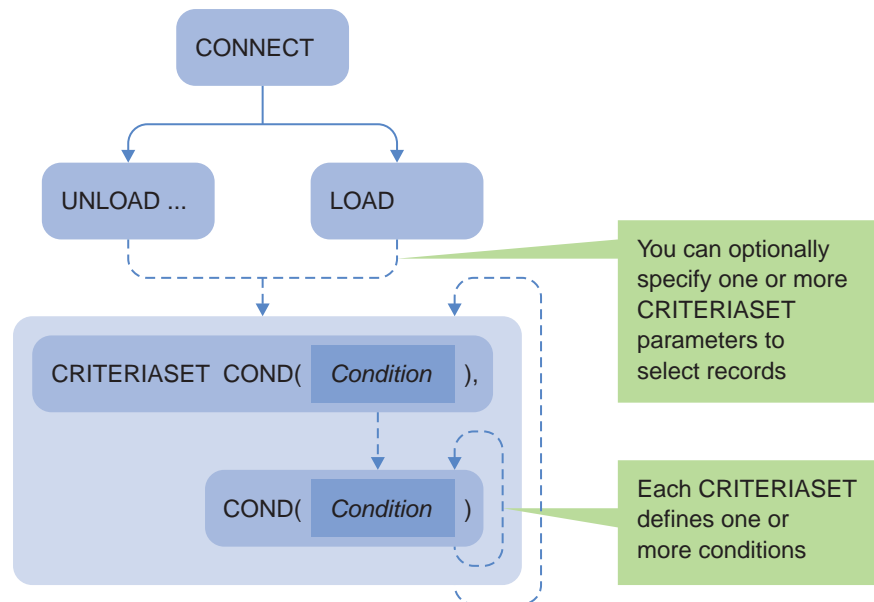 CONNECT
UNLOAD ...
LOAD
You can optionally
specify one or more
CRITERIASET
parameters to
select records
CRITERIASET COND( Condition ),
COND( Condition )
Each CRITERIASET
defines one or
more conditions